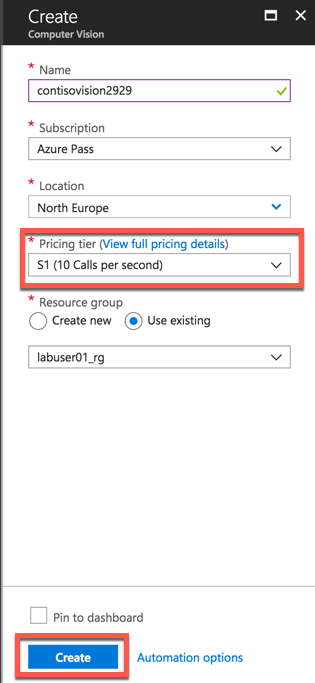 Create
Computer Vision
* Name
contisovision2929
* Subscription
Azure Pass
* Location
North Europe
* Pricing tier (View full pricing details)
S1 (10 Calls per second)
* Resource group
Create new Use existing
labuser01_rg
Pin to dashboard
Create Automation options